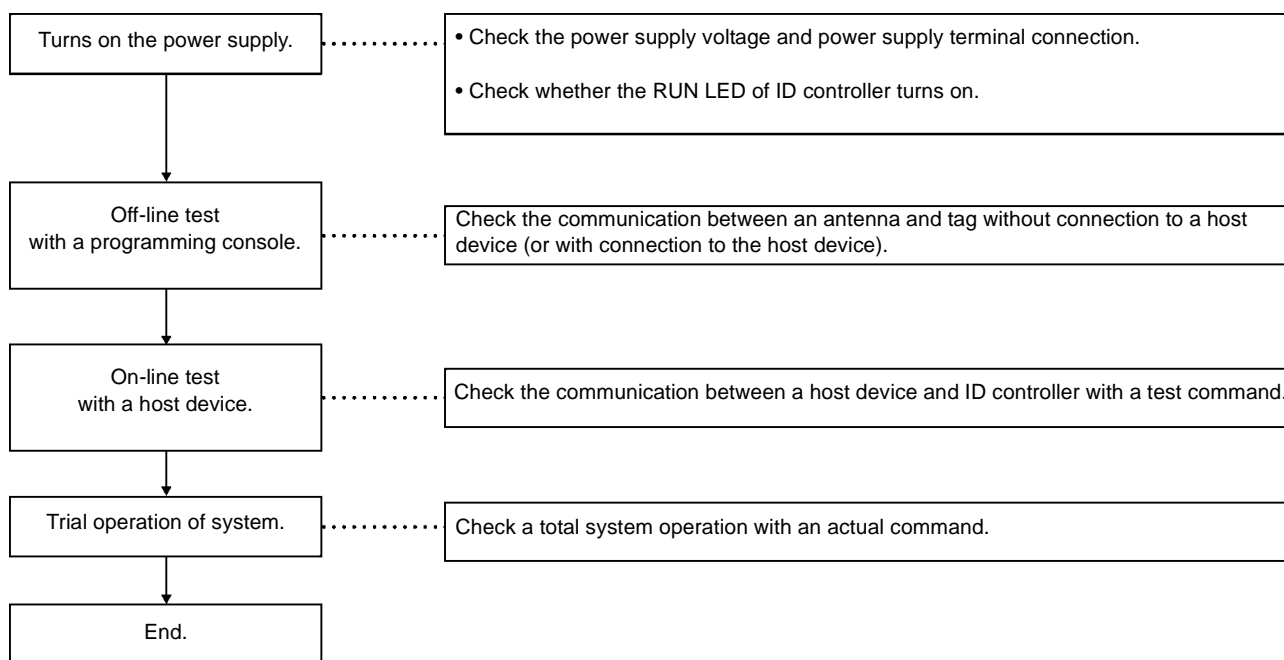 Turns on the power supply.
• Check the power supply voltage and power supply terminal connection.
• Check whether the RUN LED of ID controller turns on.
Off-line test
with a programming console.
Check the communication between an antenna and tag without connection to a host
device (or with connection to the host device).
On-line test
with a host device.
Check the communication between a host device and ID controller with a test command.
Trial operation of system.
Check a total system operation with an actual command.
End.